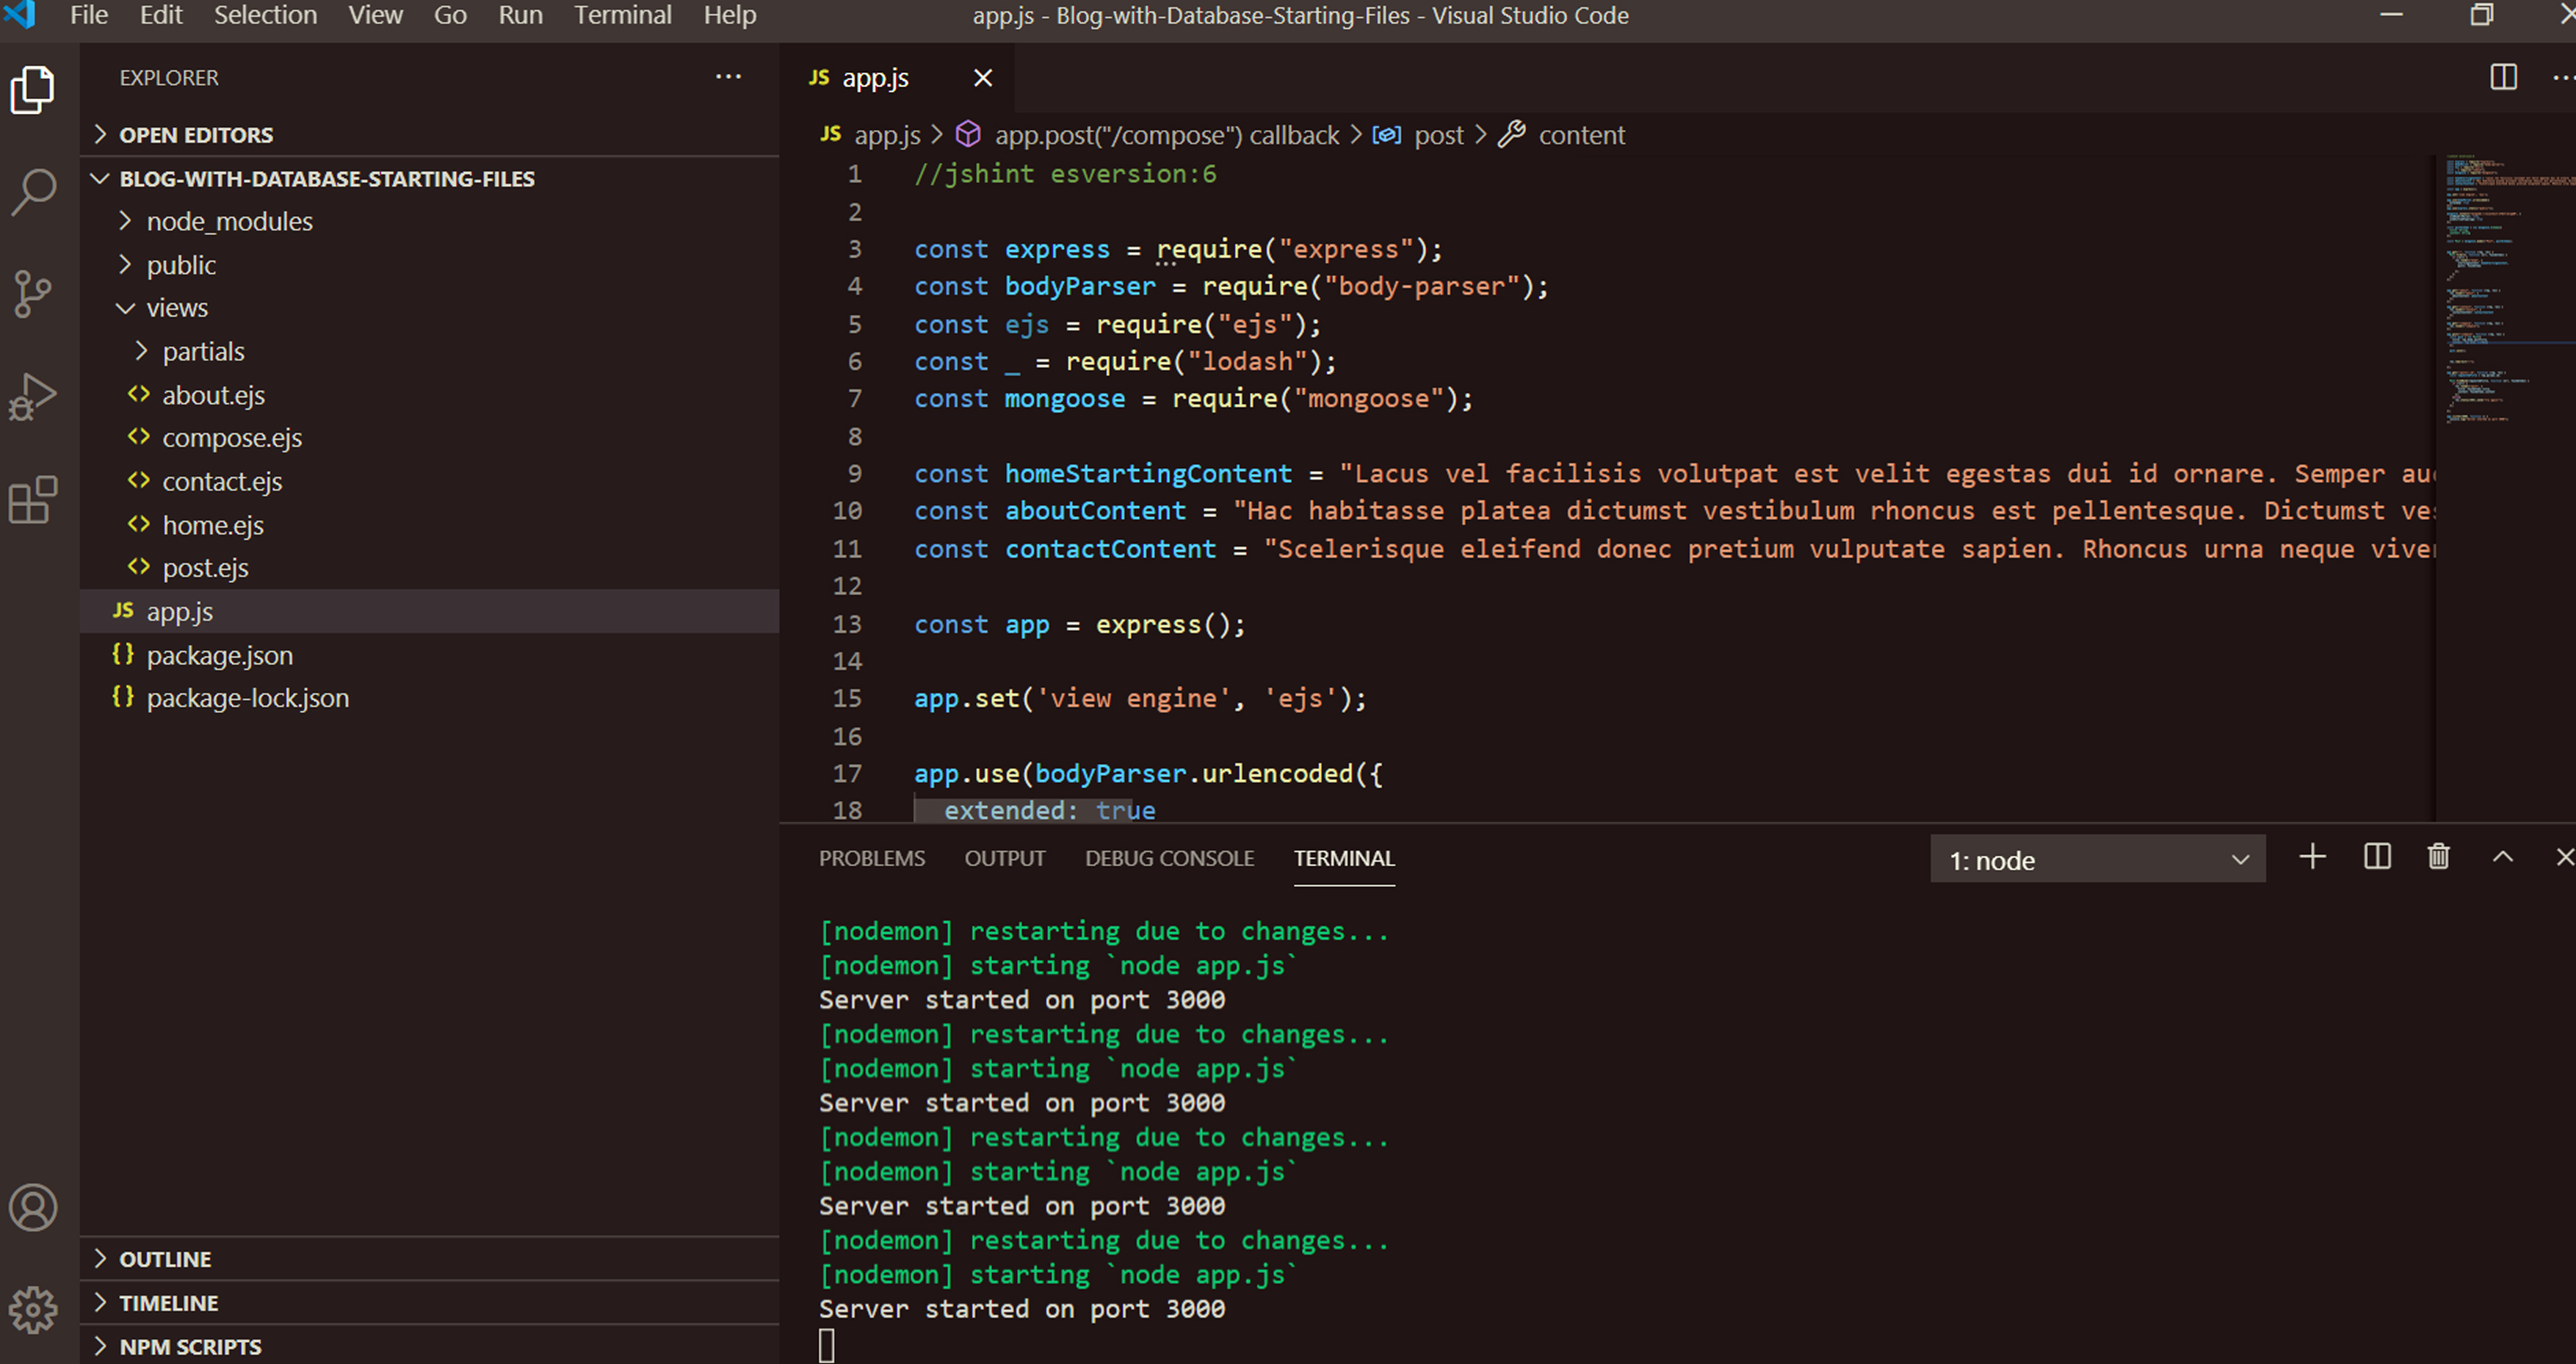 File Edit Selection View Go Run Terminal Help
app.js - Blog-with-Database-Starting-Files - Visual Studio Code
EXPLORER
OPEN EDITORS
BLOG-WITH-DATABASE-STARTING-FILES
node_modules
public
views
partials
about.ejs
compose.ejs
contact.ejs
home.ejs
post.ejs
JS app.js
{} package.json
{} package-lock.json
OUTLINE
TIMELINE
NPM SCRIPTS
JS app.js
JS app.js > app.post("/compose") callback > post > content
1 //jshint esversion:6
2
3 const express = require("express");
4 const bodyParser = require("body-parser");
5 const ejs = require("ejs");
6 const _ = require("lodash");
7 const mongoose = require("mongoose");
8
9 const homeStartingContent = "Lacus vel facilisis volutpat est velit egestas dui id ornare. Semper au
10 const aboutContent = "Hac habitasse platea dictumst vestibulum rhoncus est pellentesque. Dictumst ves
11 const contactContent = "Scelerisque eleifend donec pretium vulputate sapien. Rhoncus urna neque vive
12
13 const app = express();
14
15 app.set('view engine', 'ejs');
16
17 app.use(bodyParser.urlencoded({
18 extended: true
PROBLEMS OUTPUT DEBUG CONSOLE TERMINAL
1: node
[nodemon] restarting due to changes...
[nodemon] starting `node app.js`
Server started on port 3000
[nodemon] restarting due to changes...
[nodemon] starting `node app.js`
Server started on port 3000
[nodemon] restarting due to changes...
[nodemon] starting `node app.js`
Server started on port 3000
[nodemon] restarting due to changes...
[nodemon] starting `node app.js`
Server started on port 3000